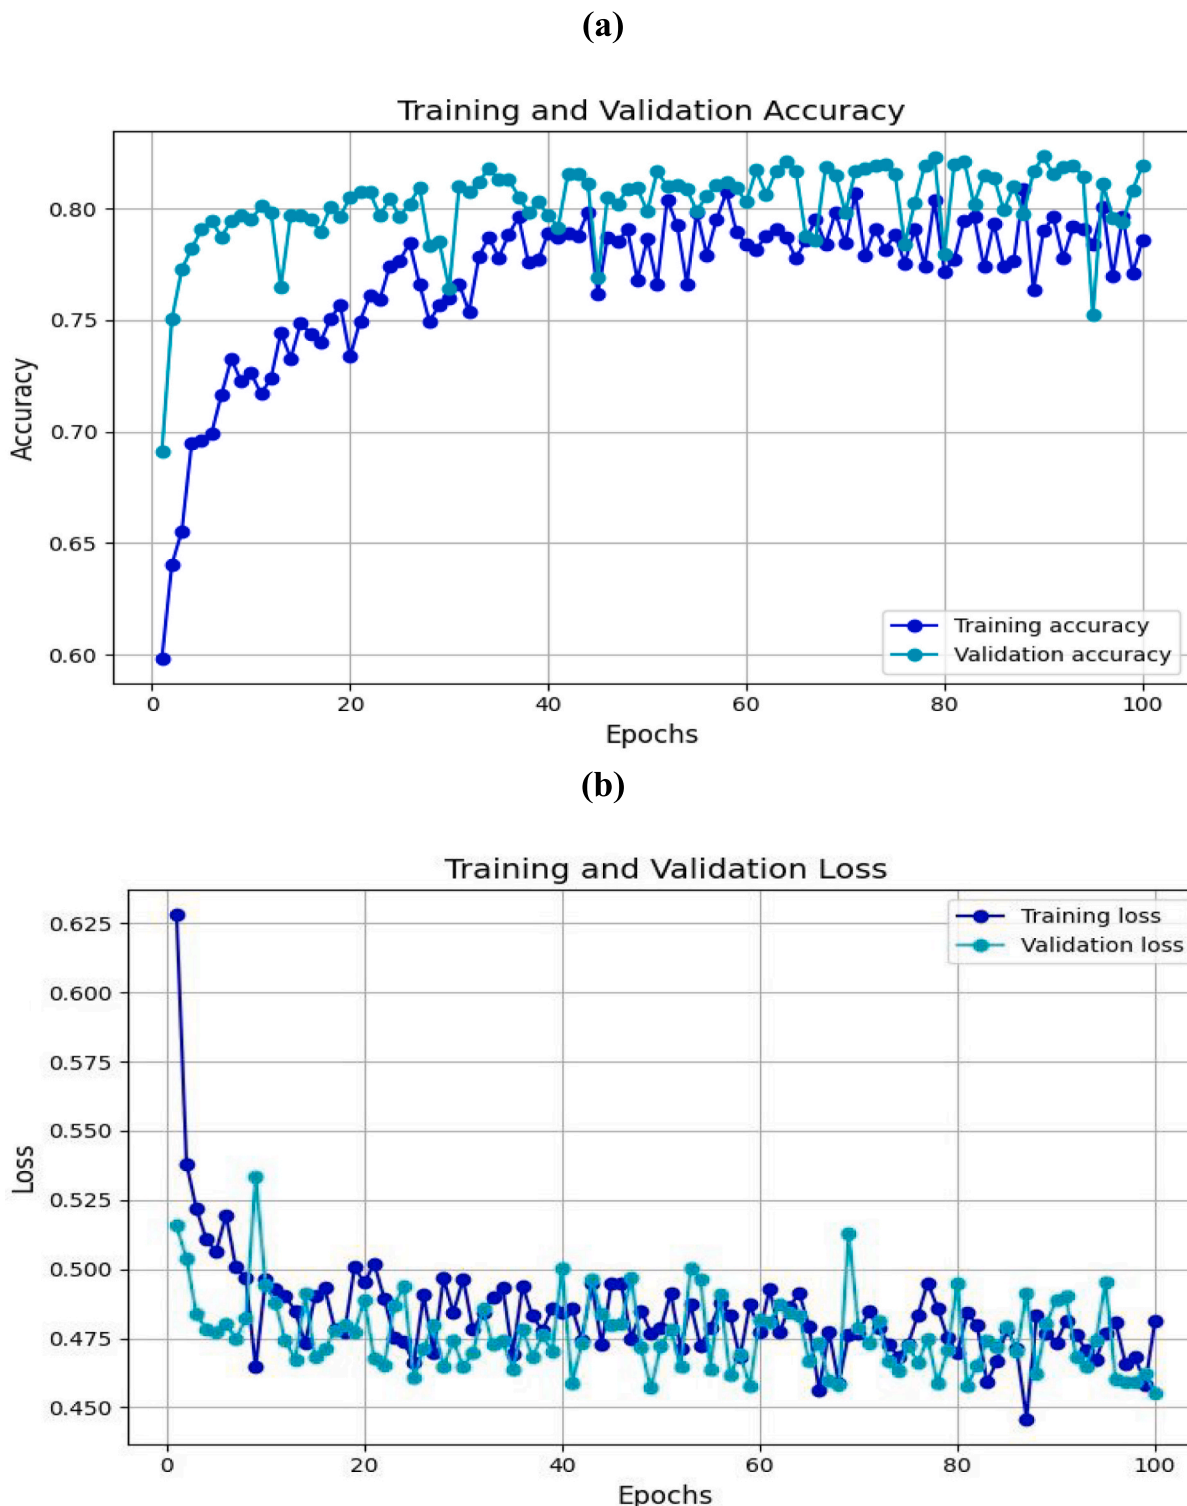 (a)
Training and Validation Accuracy
0.80
0.75
0.70
0.65
0.60
Accuracy
Training accuracy
Validation accuracy
0 20 40 60 80 100
Epochs
(b)
Training and Validation Loss
0.625
0.600
0.575
0.550
0.525
0.500
0.475
0.450
Loss
Training loss
Validation loss
0 20 40 60 80 100
Epochs